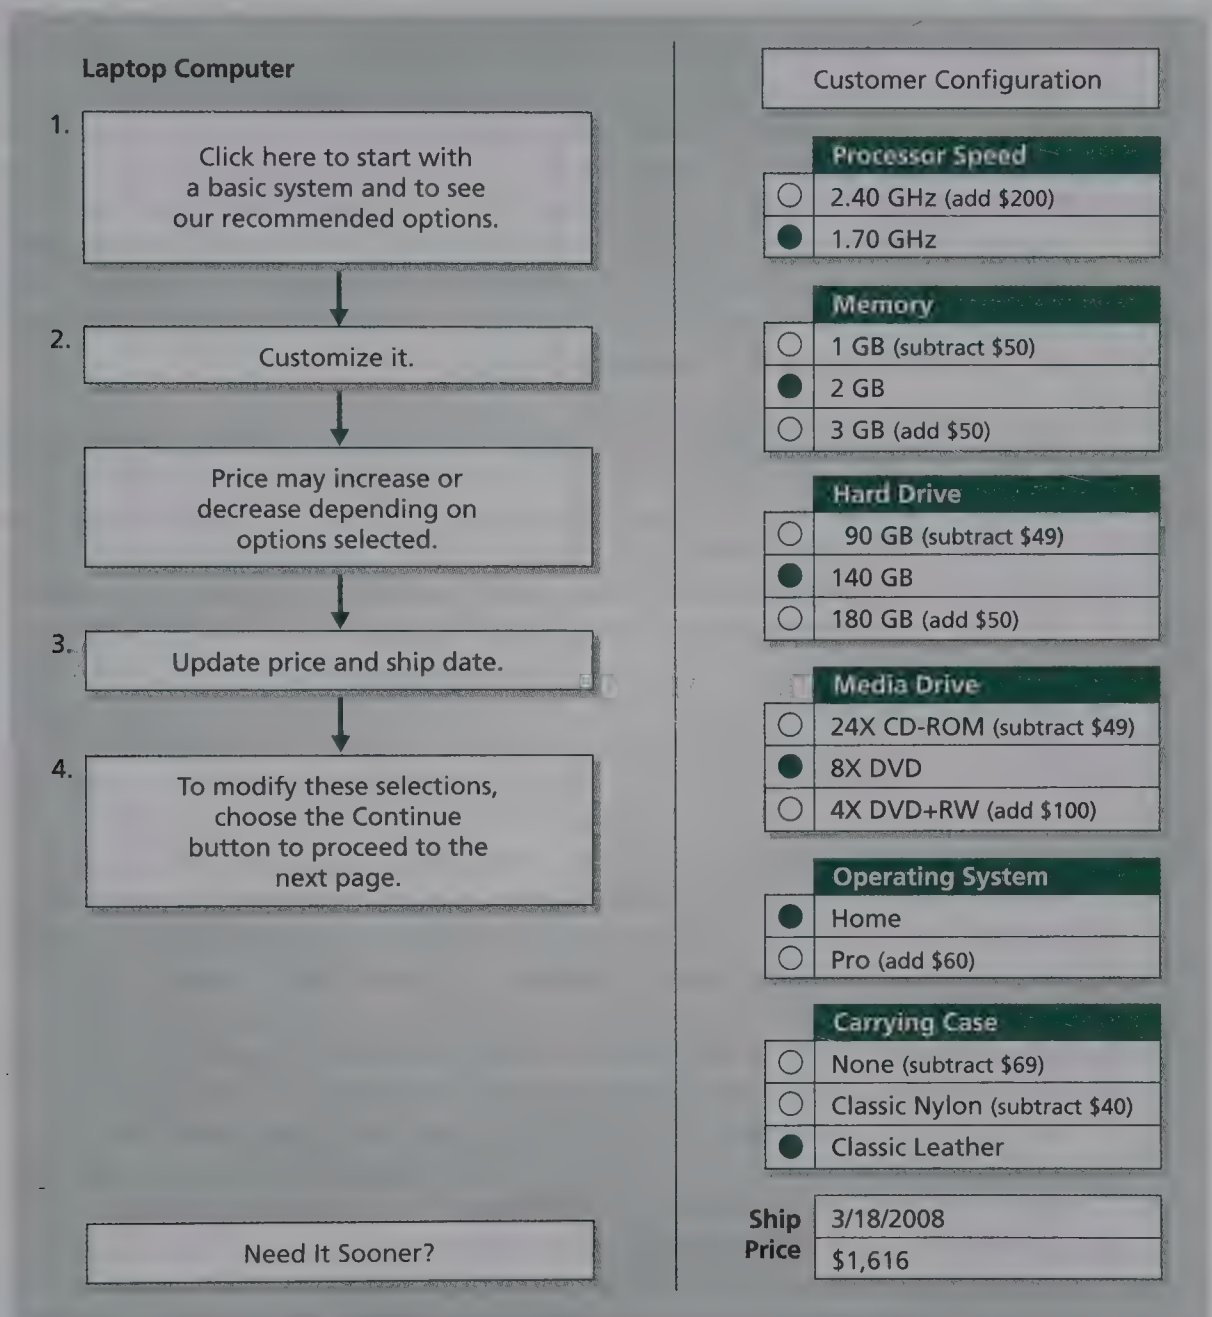 Laptop Computer
1.
Click here to start with
a basic system and to see
our recommended options.
2.
Customize it.
Price may increase or
decrease depending on
options selected.
3.
Update price and ship date.
4.
To modify these selections,
choose the Continue
button to proceed to the
next page.
Need It Sooner?
Customer Configuration
Processor Speed
2.40 GHz (add $200)
1.70 GHz
Memory
1 GB (subtract $50)
2 GB
3 GB (add $50)
Hard Drive
90 GB (subtract $49)
140 GB
180 GB (add $50)
Media Drive
24X CD-ROM (subtract $49)
8X DVD
4X DVD+RW (add $100)
Operating System
Home
Pro (add $60)
Carrying Case
None (subtract $69)
Classic Nylon (subtract $40)
Classic Leather
Ship 3/18/2008
Price $1,616